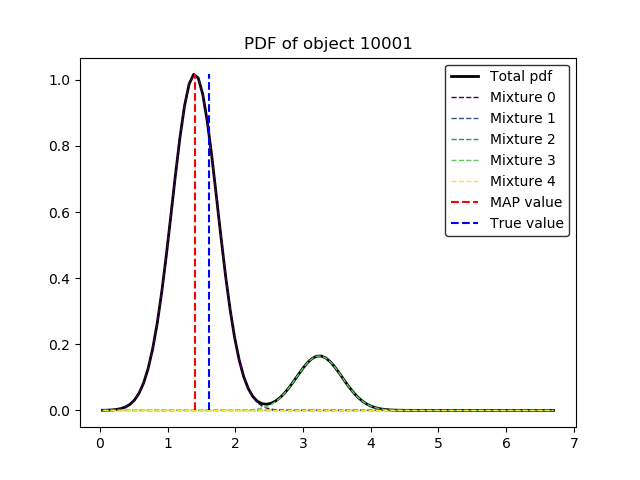 PDF of object 10001
1.0
0.8
0.6
0.4
0.2
0.0
0 1 2 3 4 5 6 7
Total pdf
Mixture 0
Mixture 1
Mixture 2
Mixture 3
Mixture 4
MAP value
True value